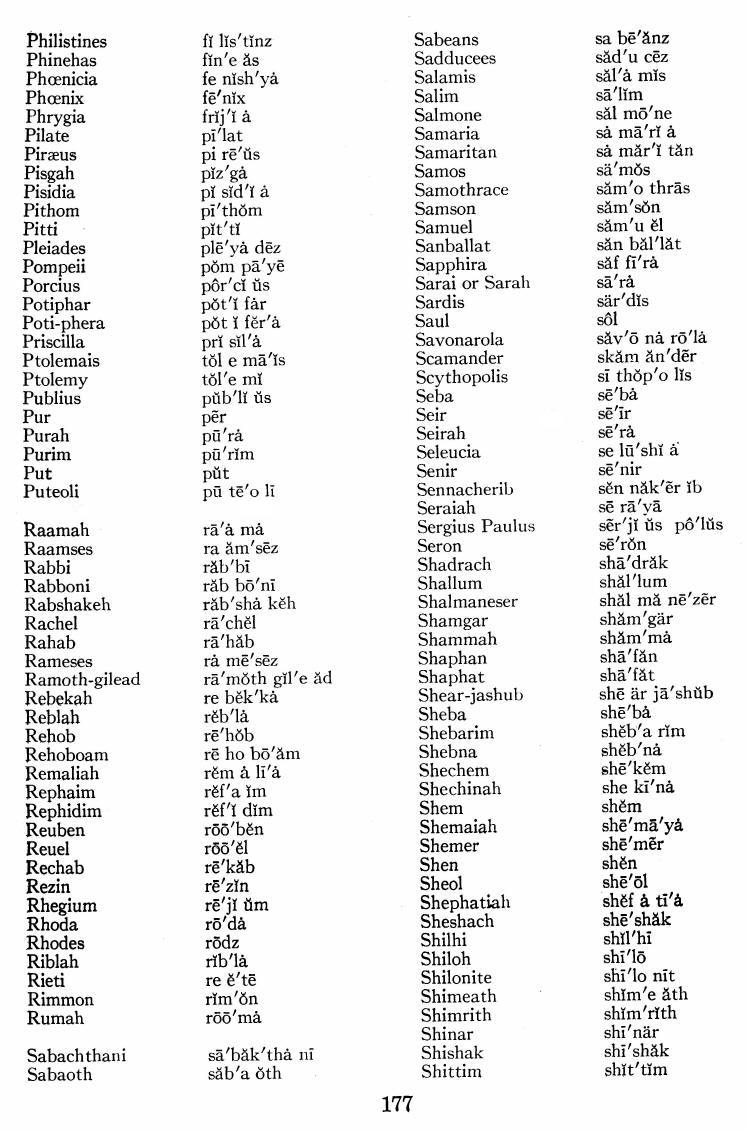 Philistines fĭ lĭs′tĭnz
Phinehas fĭn′e ăs
Phœnicia fe nĭsh′yȧ
Phœnix fē′nĭx
Phrygia frĭj′ĭ ȧ
Pilate pī′lat
Piræus pi rē′ŭs
Pisgah pĭz′gȧ
Pisidia pĭ sĭd′ĭ ȧ
Pithom pī′thŏm
Pitti pĭt′tĭ
Pleiades plē′yȧ dēz
Pompeii pŏm pā′yē
Porcius pôr′cĭ ŭs
Potiphar pŏt′ĭ fȧr
Poti-phera pŏt ĭ fĕr′ȧ
Priscilla prĭ sĭl′ȧ
Ptolemais tŏl e mā′ĭs
Ptolemy tŏl′e mĭ
Publius pŭb′lĭ ŭs
Pur pẽr
Purah pū′rȧ
Purim pū′rĭm
Put pŭt
Puteoli pū tē′o lī
Raamah rā′ȧ mȧ
Raamses ra ăm′sēz
Rabbi răb′bī
Rabboni răb bō′nī
Rabshakeh răb′shȧ kĕh
Rachel rā′chĕl
Rahab rā′hăb
Rameses rȧ mē′sēz
Ramoth-gilead rā′mŏth gĭl′e ăd
Rebekah re bĕk′kȧ
Reblah rĕb′lȧ
Rehob rē′hŏb
Rehoboam rē ho bō′ăm
Remaliah rĕm ȧ lī′ȧ
Rephaim rĕf′a ĭm
Rephidim rĕf′ĭ dĭm
Reuben rōō′bĕn
Reuel rōō′ĕl
Rechab rē′kăb
Rezin rē′zĭn
Rhegium rē′jĭ ŭm
Rhoda rō′dȧ
Rhodes rōdz
Riblah rĭb′lȧ
Rieti re ĕ′tē
Rimmon rĭm′ŏn
Rumah rōō′mȧ
Sabachthani sā′băk′thȧ nī
Sabaoth săb′a ŏth
Sabeans sa bē′ănz
Sadducees săd′u cēz
Salamis săl′ȧ mĭs
Salim sā′lĭm
Salmone săl mō′ne
Samaria sȧ mā′rĭ ȧ
Samaritan sȧ măr′ĭ tăn
Samos sä′mŏs
Samothrace săm′o thrās
Samson săm′sŏn
Samuel săm′u ĕl
Sanballat săn băl′lăt
Sapphira săf fī′rȧ
Sarai or Sarah sā′rȧ
Sardis sär′dĭs
Saul sôl
Savonarola săv′ō nȧ rō′lȧ
Scamander skăm ăn′dẽr
Scythopolis sī thŏp′o lĭs
Seba sē′bȧ
Seir sē′ĭr
Seirah sē′rȧ
Seleucia se lū′shĭ ȧ
Senir sē′nir
Sennacherib sĕn năk′ẽr ĭb
Seraiah sē rā′yā
Sergius Paulus sẽr′jĭ ŭs pô′lŭs
Seron sē′rŏn
Shadrach shā′drăk
Shallum shăl′lum
Shalmaneser shăl mă nē′zẽr
Shamgar shăm′gär
Shammah shăm′mȧ
Shaphan shā′făn
Shaphat shā′făt
Shear-jashub shē är jā′shŭb
Sheba shē′bȧ
Shebarim shĕb′a rĭm
Shebna shĕb′nȧ
Shechem shē′kĕm
Shechinah she kī′nȧ
Shem shĕm
Shemaiah shē′mā′yȧ
Shemer shē′mẽr
Shen shĕn
Sheol shē′ōl
Shephatiah shĕf ȧ tī′ȧ
Sheshach shē′shăk
Shilhi shĭl′hī
Shiloh shī′lō
Shilonite shī′lo nīt
Shimeath shĭm′e ăth
Shimrith shĭm′rĭth
Shinar shī′när
Shishak shī′shăk
Shittim shĭt′tĭm
177